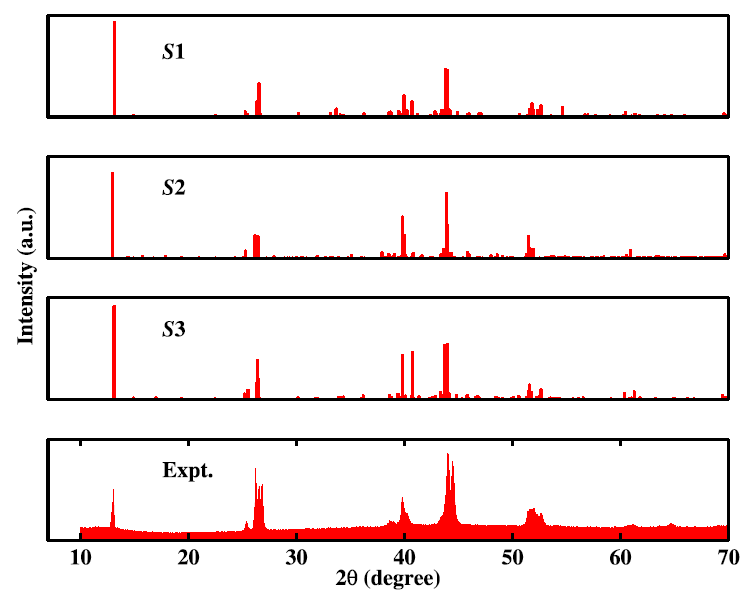 S1
S2
S3
Expt.
Intensity (a.u.)
10 20 30 40 50 60 70
2θ (degree)